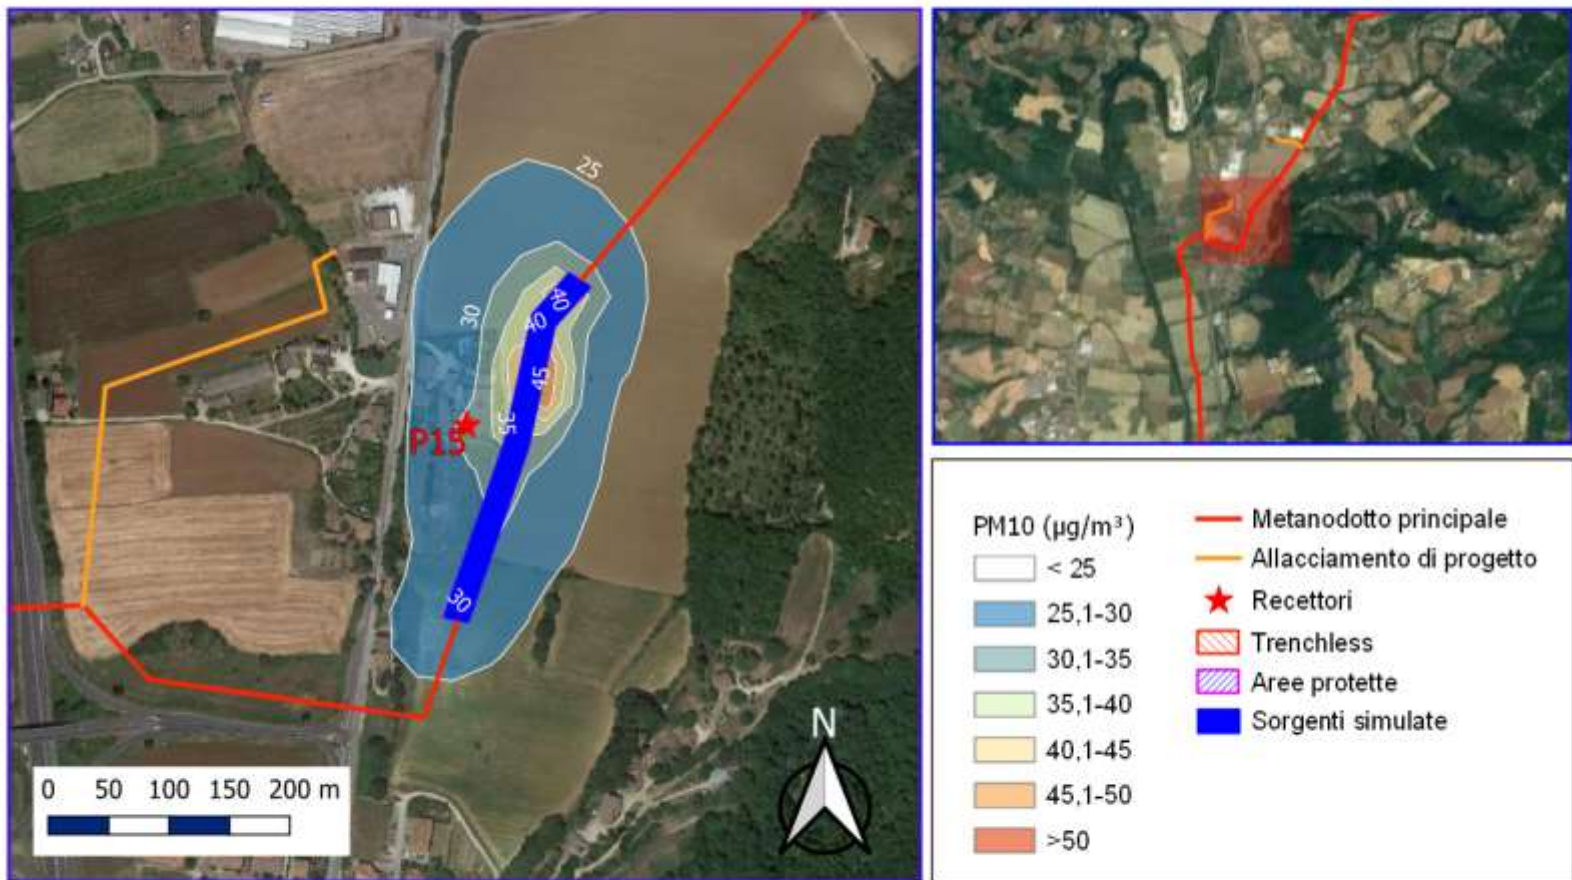 25
30
40
40
45
35
P15
30
N
0 50 100 150 200 m
PM10 (µg/m³)
< 25
25,1-30
30,1-35
35,1-40
40,1-45
45,1-50
>50
Metanodotto principale
Allacciamento di progetto
Recettori
Trenchless
Aree protette
Sorgenti simulate